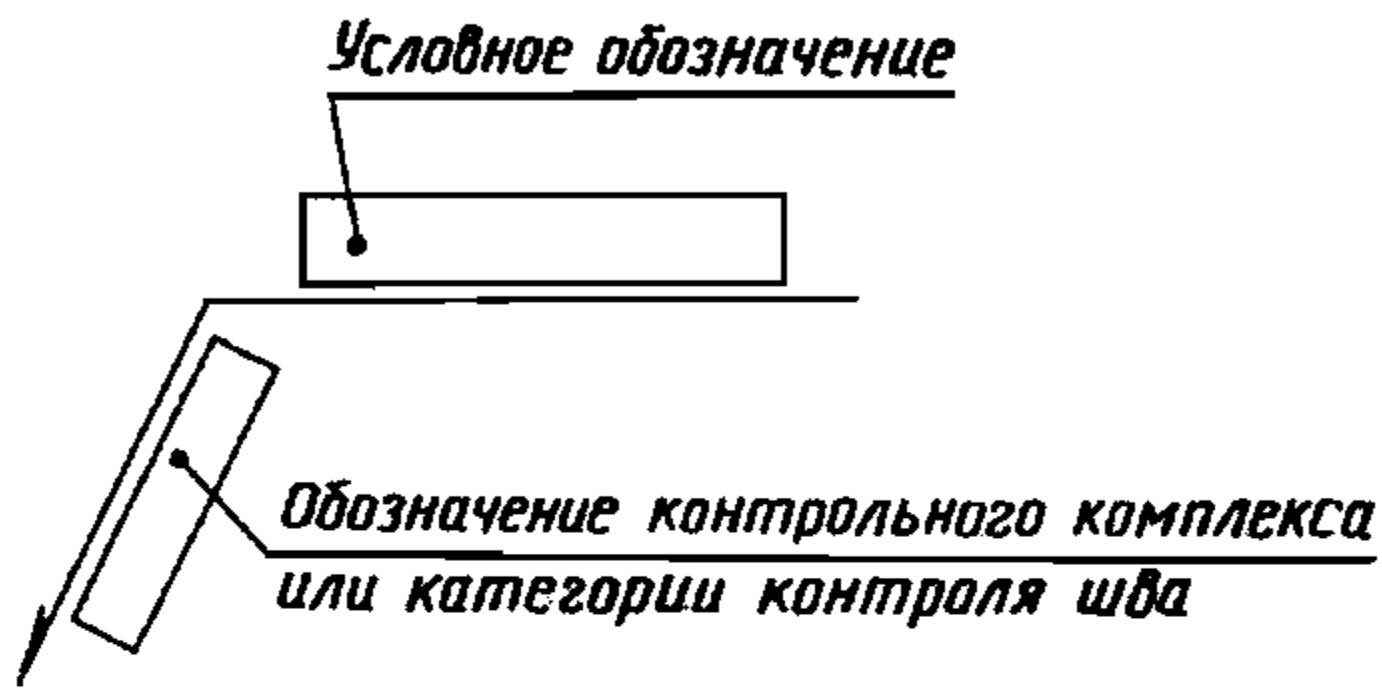 Условное обозначение
Обозначение контрольного комплекса
или категории контроля шва